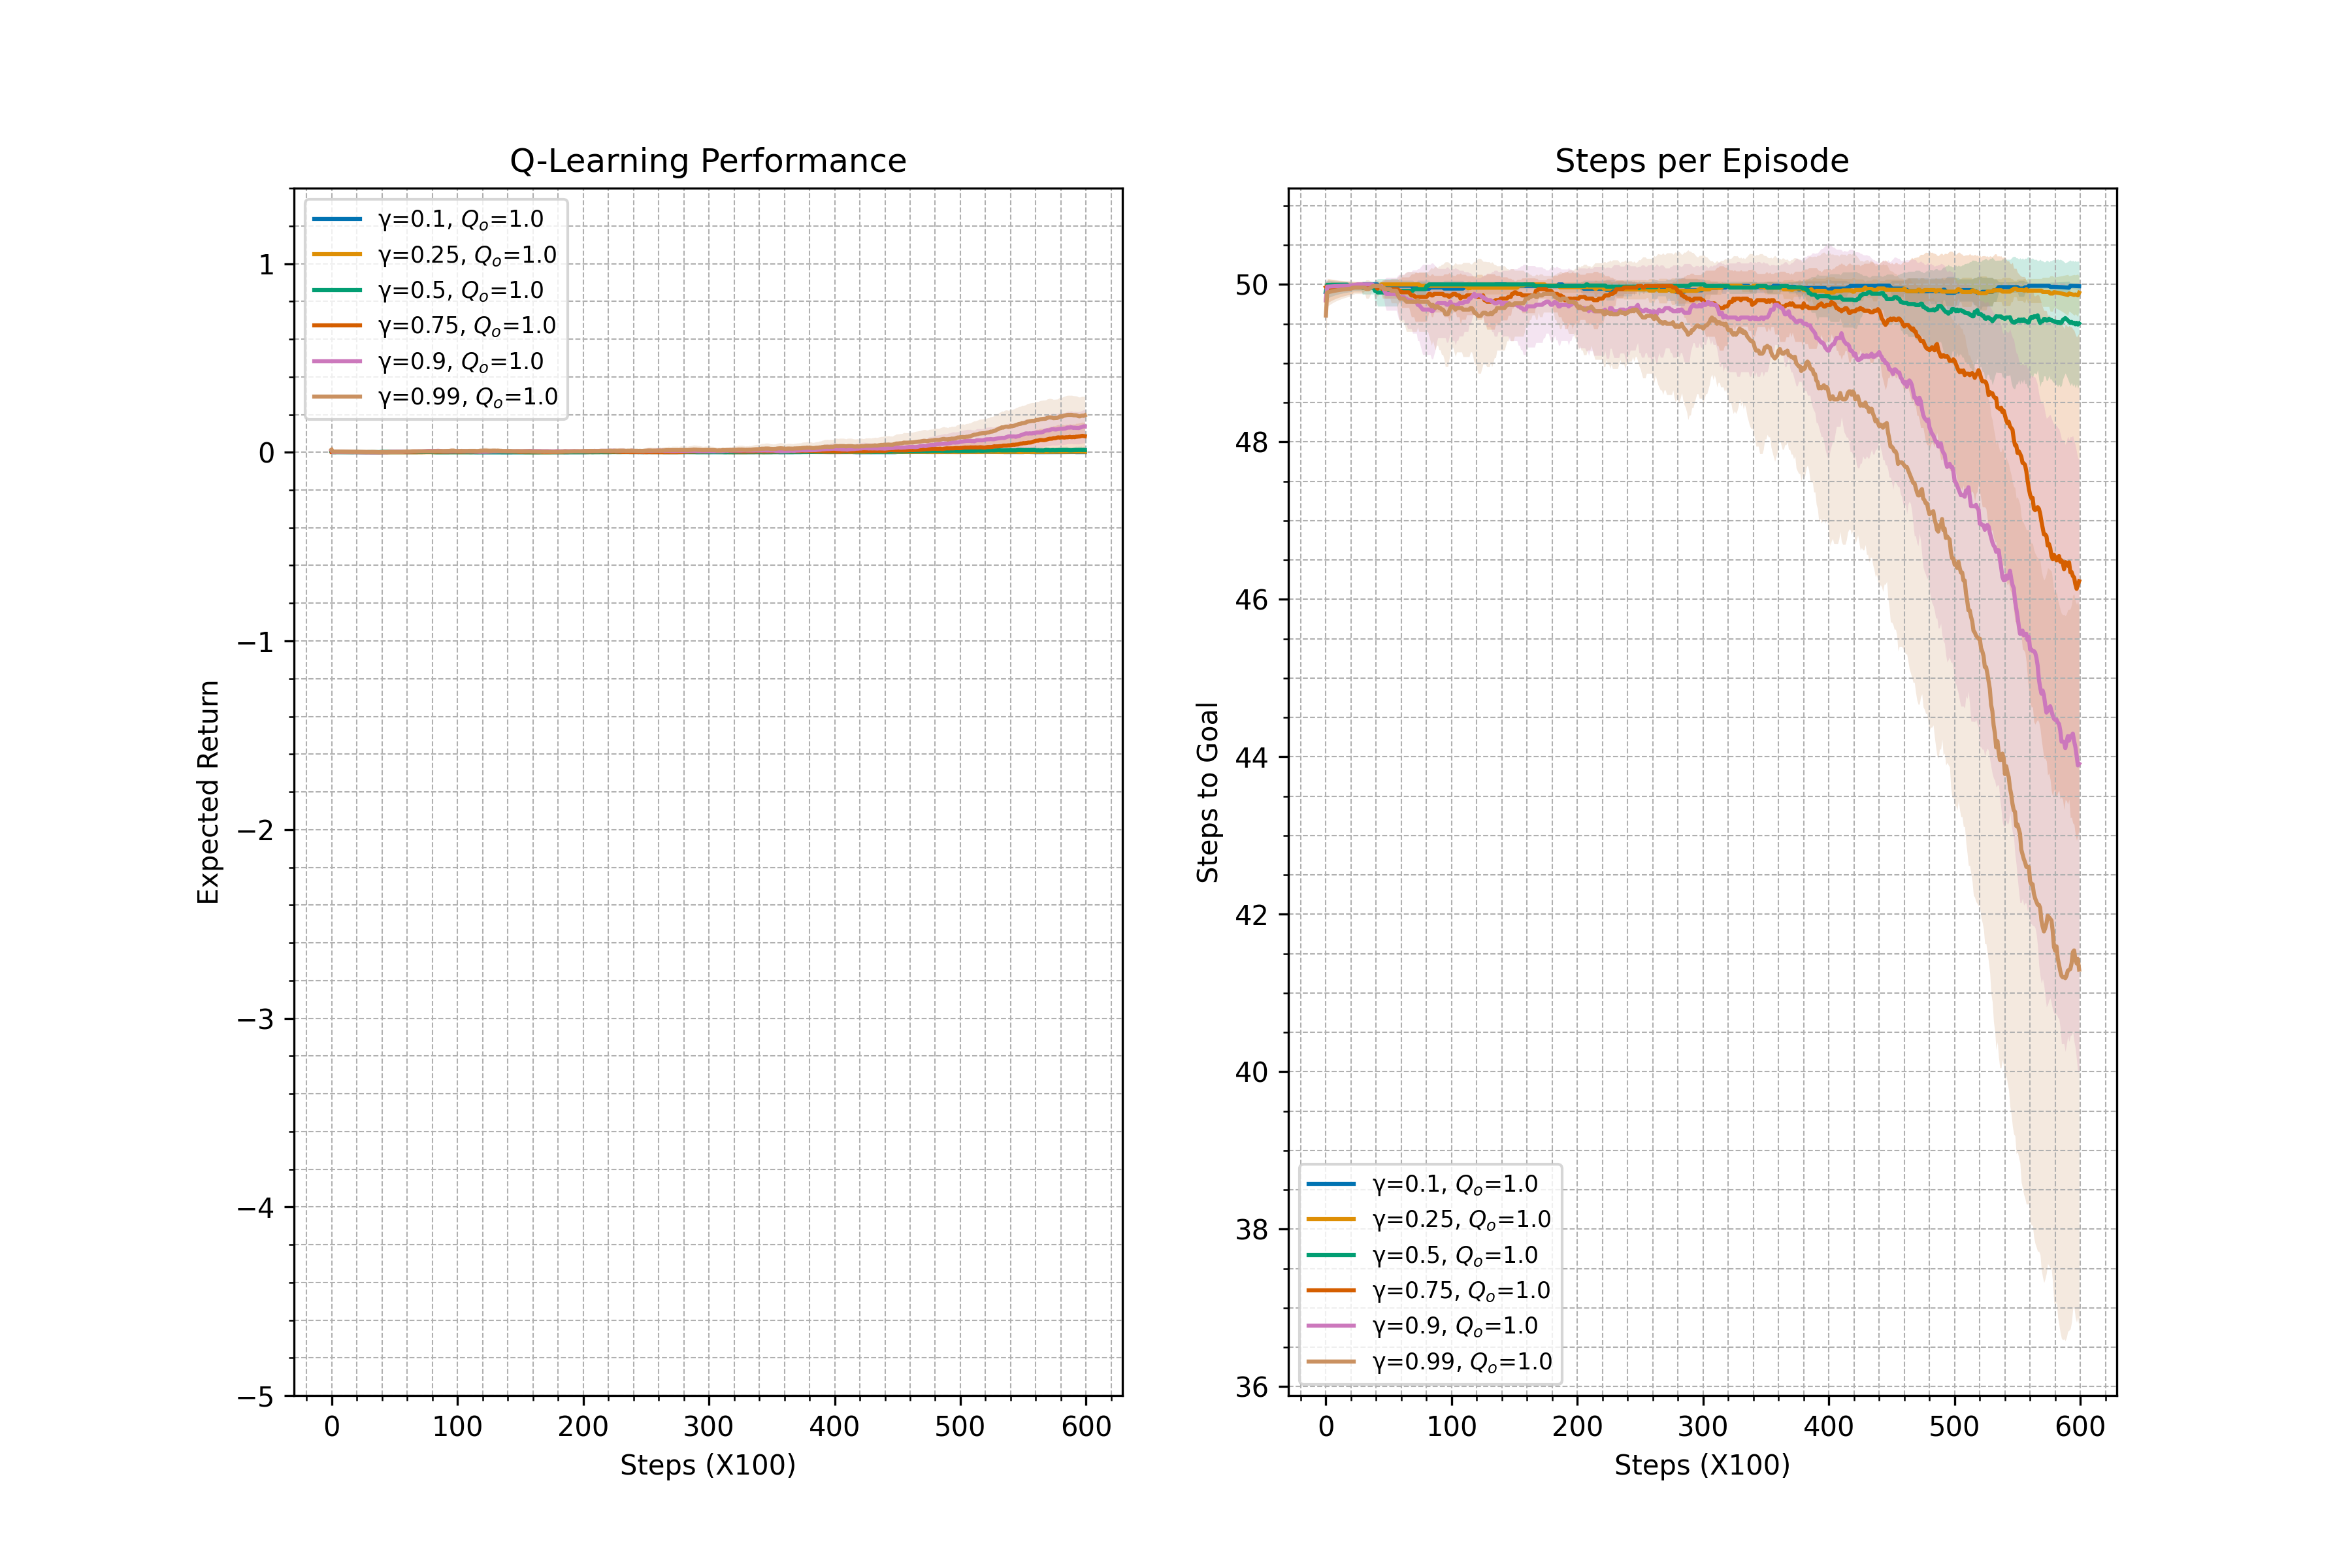 Q-Learning Performance
γ=0.1, Qₒ=1.0
γ=0.25, Qₒ=1.0
γ=0.5, Qₒ=1.0
γ=0.75, Qₒ=1.0
γ=0.9, Qₒ=1.0
γ=0.99, Qₒ=1.0
1
0
−1
−2
−3
−4
−5
Expected Return
0 100 200 300 400 500 600
Steps (X100)
Steps per Episode
50
48
46
44
42
40
38
36
Steps to Goal
γ=0.1, Qₒ=1.0
γ=0.25, Qₒ=1.0
γ=0.5, Qₒ=1.0
γ=0.75, Qₒ=1.0
γ=0.9, Qₒ=1.0
γ=0.99, Qₒ=1.0
0 100 200 300 400 500 600
Steps (X100)